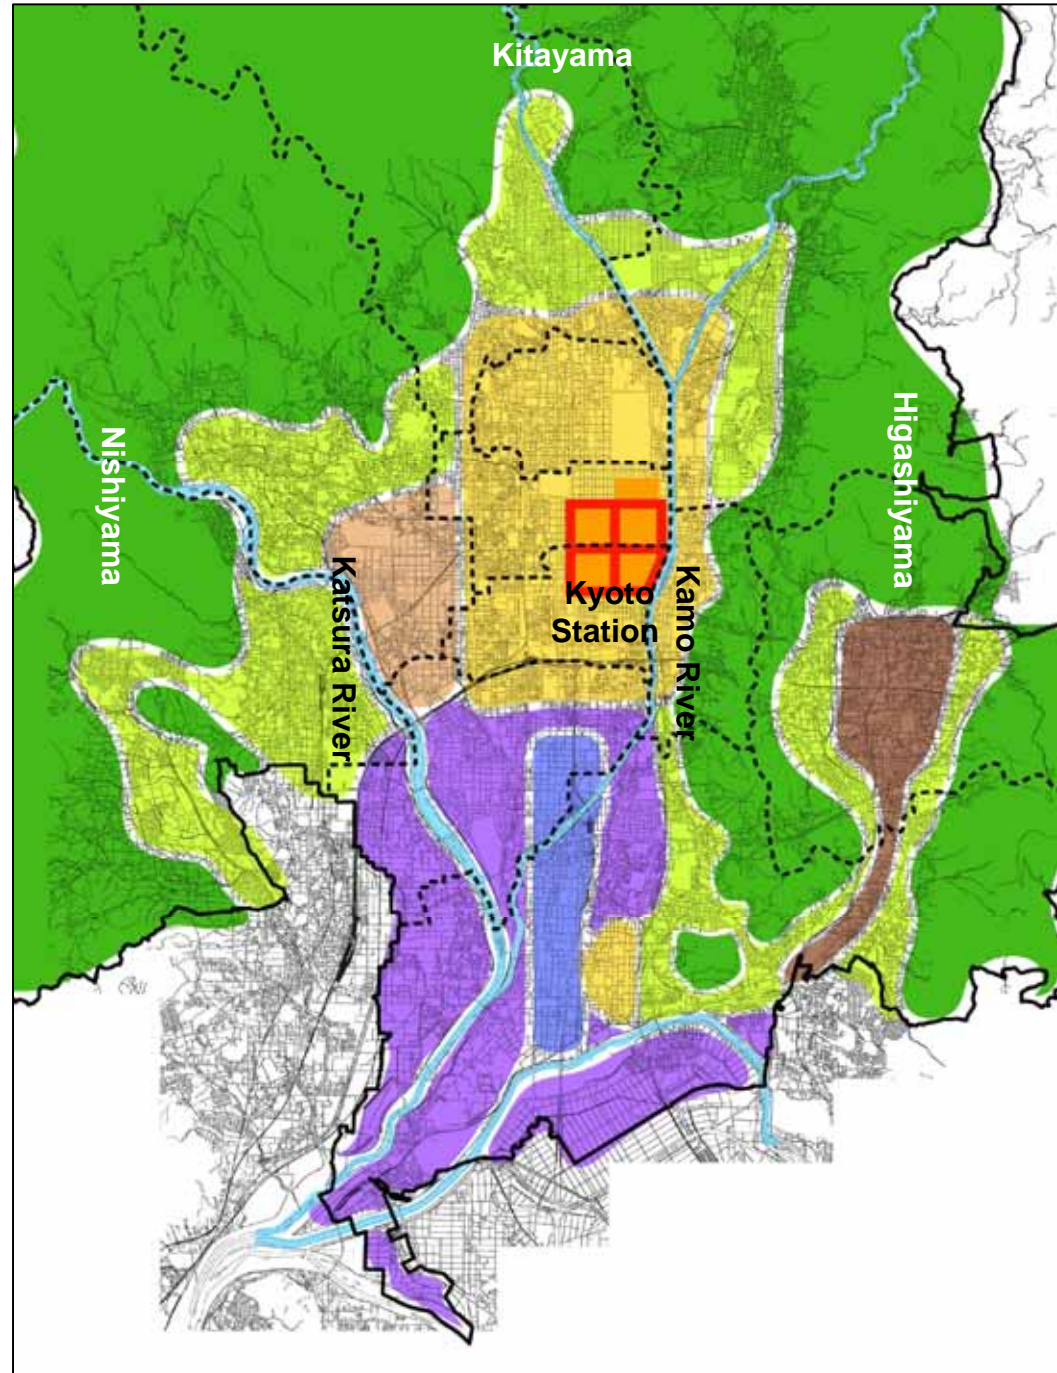 Kitayama
Nishiyama
Higashiyama
Katsura River
Kyoto
Station
Kamo River